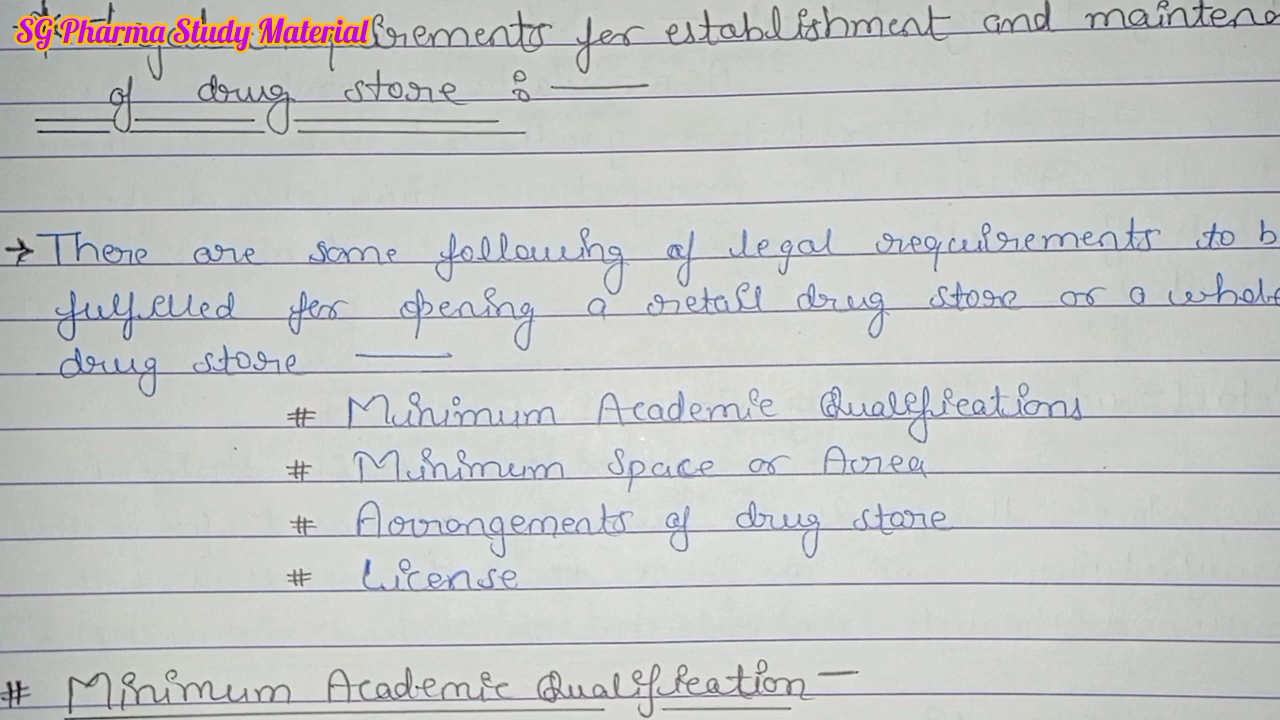 SG Pharma Study Material
requirements for establishment and maintena
of drug store :—
→ There are some following of legal requirements to b
fulfilled for opening a retail drug store or a whole
drug store —
# Minimum Academic Qualifications
# Minimum Space or Area
# Arrangements of drug store
# License
# Minimum Academic Qualification —